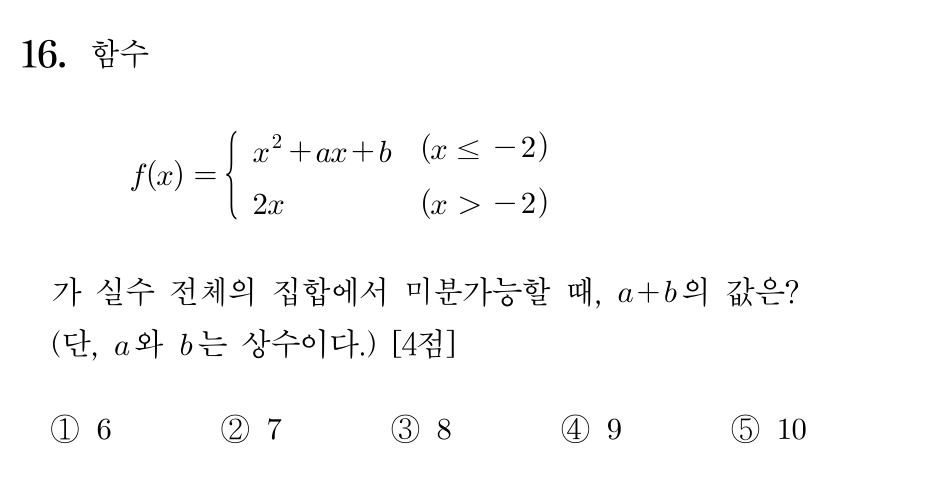 16. 함수
f(x) = { x² + ax + b (x ≤ −2)
2x (x > −2)
가 실수 전체의 집합에서 미분가능할 때, a+b의 값은?
(단, a와 b는 상수이다.) [4점]
① 6 ② 7 ③ 8 ④ 9 ⑤ 10